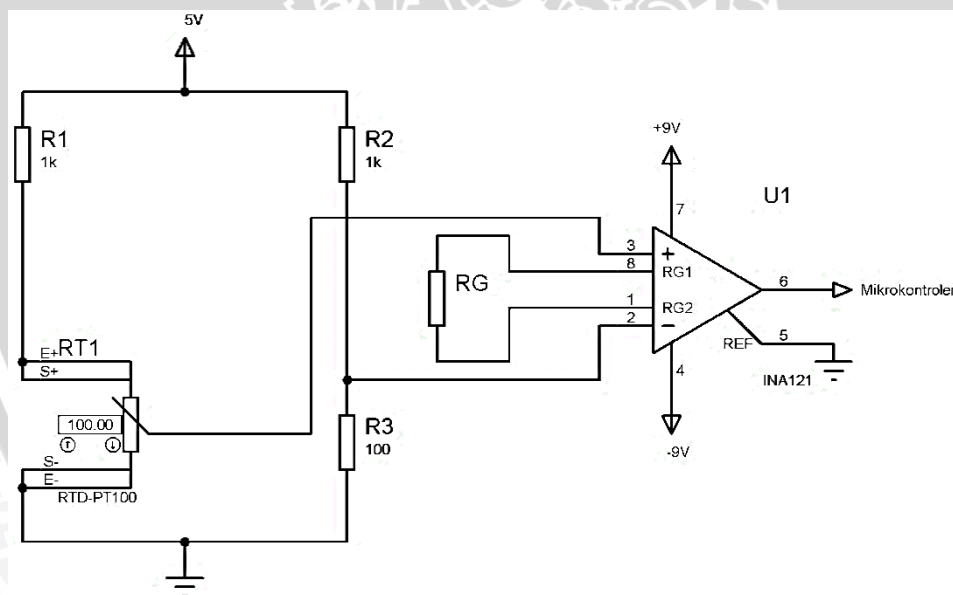 5V
R1
1k
R2
1k
+9V
7
U1
3
+
8
RG1
RG
6
Mikrokontroler
1
RG2
2
−
REF
5
E+
RT1
S+
INA121
4
100.00
R3
100
-9V
S-
E-
RTD-PT100